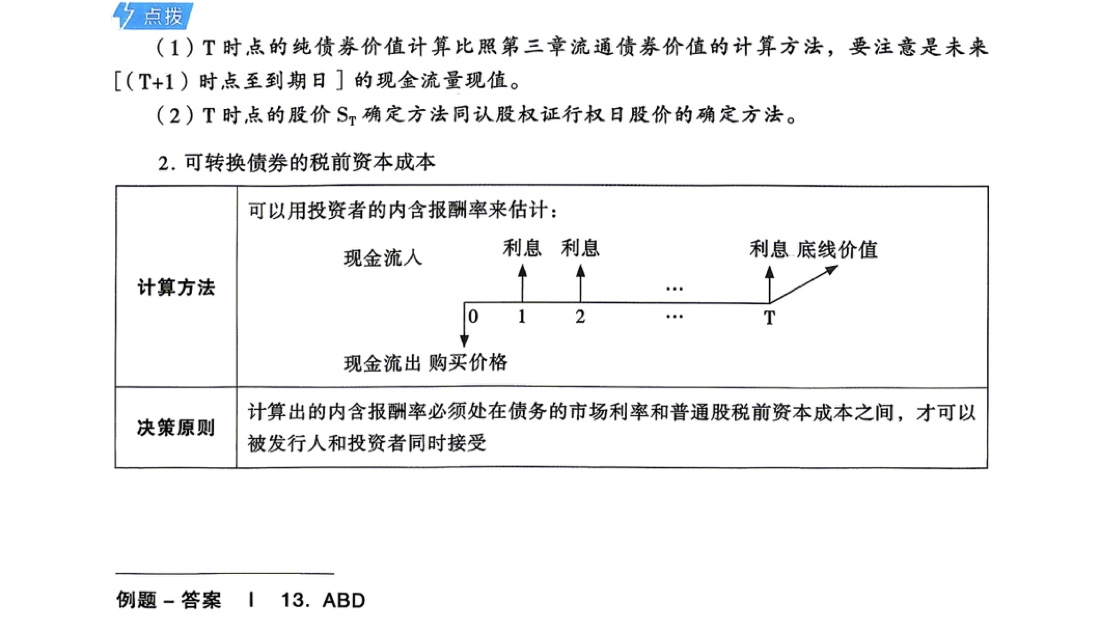 点拨
（1）T 时点的纯债券价值计算比照第三章流通债券价值的计算方法，要注意是未来
[（T+1）时点至到期日］的现金流量现值。
（2）T 时点的股价 S_T 确定方法同认股权证行权日股价的确定方法。
2. 可转换债券的税前资本成本
可以用投资者的内含报酬率来估计：
现金流入 利息 利息 利息 底线价值
计算方法
…
0 1 2 … T
现金流出 购买价格
计算出的内含报酬率必须处在债务的市场利率和普通股税前资本成本之间，才可以
决策原则
被发行人和投资者同时接受
例题 – 答案 | 13. ABD